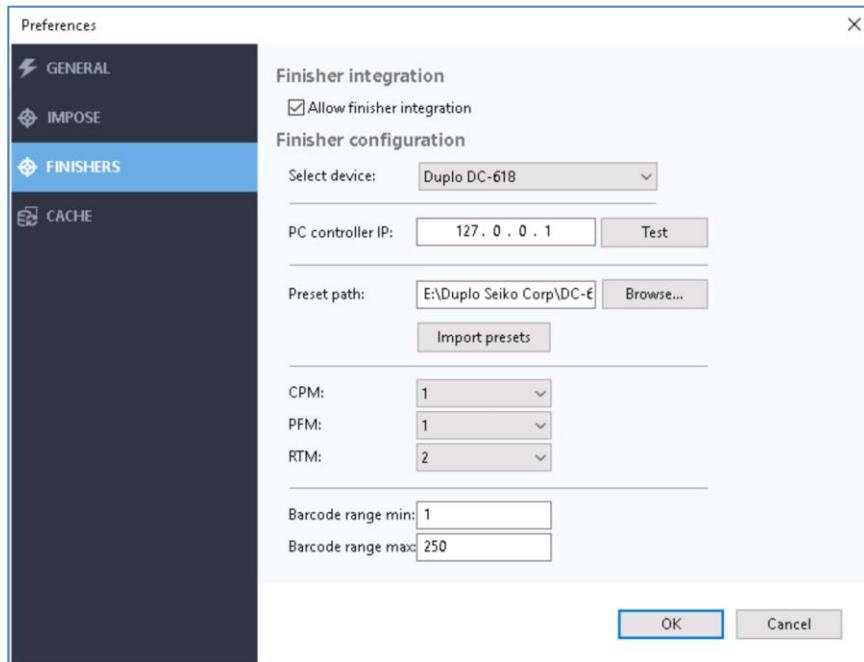 Preferences
GENERAL
IMPOSE
FINISHERS
CACHE
Finisher integration
Allow finisher integration
Finisher configuration
Select device: Duplo DC-618
PC controller IP: 127 . 0 . 0 . 1 Test
Preset path: E:\Duplo Seiko Corp\DC-6 Browse...
Import presets
CPM: 1
PFM: 1
RTM: 2
Barcode range min: 1
Barcode range max: 250
OK Cancel